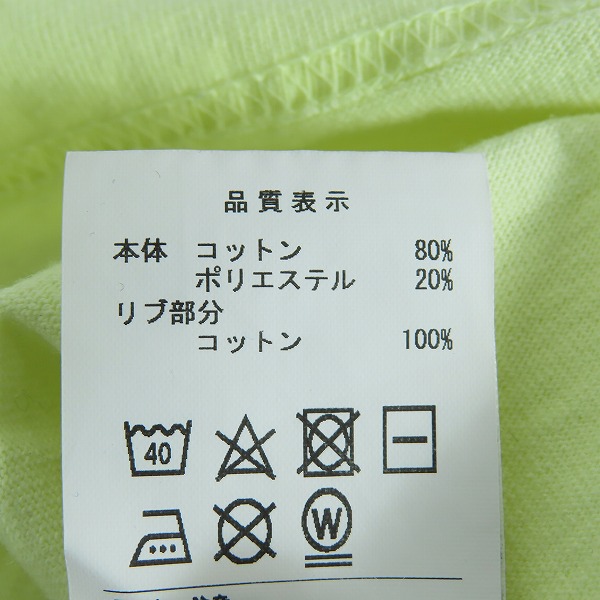 品質表示
本体 コットン 80%
ポリエステル 20%
リブ部分
コットン 100%
40
W